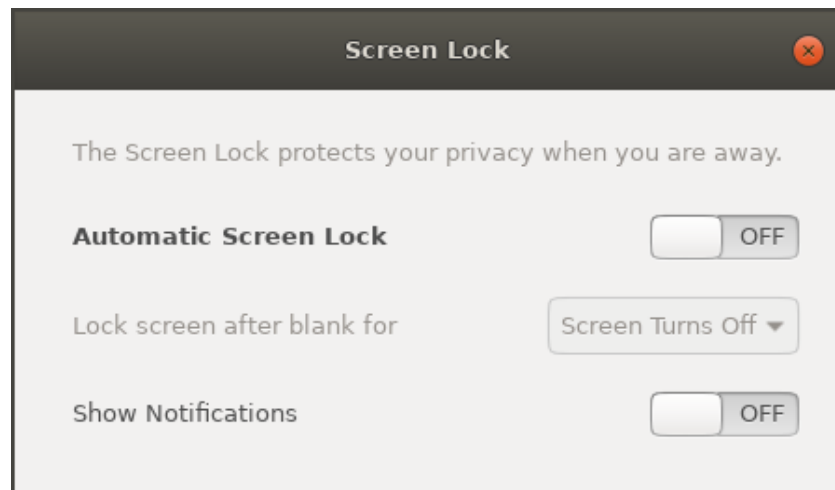 Screen Lock
The Screen Lock protects your privacy when you are away.
Automatic Screen Lock OFF
Lock screen after blank for Screen Turns Off
Show Notifications OFF